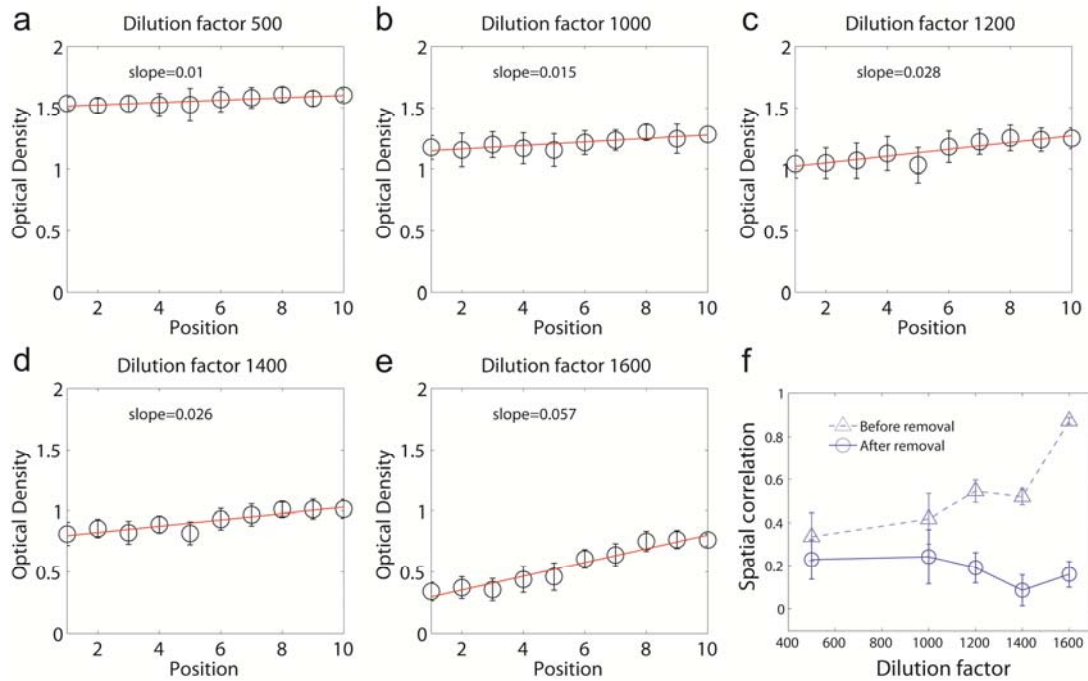 a
Dilution factor 500
2
1.5
1
0.5
0
slope=0.01
Optical Density
2 4 6 8 10
Position
b
Dilution factor 1000
2
1.5
1
0.5
0
slope=0.015
Optical Density
2 4 6 8 10
Position
c
Dilution factor 1200
2
1.5
1
0.5
0
slope=0.028
Optical Density
2 4 6 8 10
Position
d
Dilution factor 1400
2
1.5
1
0.5
0
slope=0.026
Optical Density
2 4 6 8 10
Position
e
Dilution factor 1600
2
1.5
1
0.5
0
slope=0.057
Optical Density
2 4 6 8 10
Position
f
1
0.8
0.6
0.4
0.2
0
Before removal
After removal
Spatial correlation
400 600 800 1000 1200 1400 1600
Dilution factor